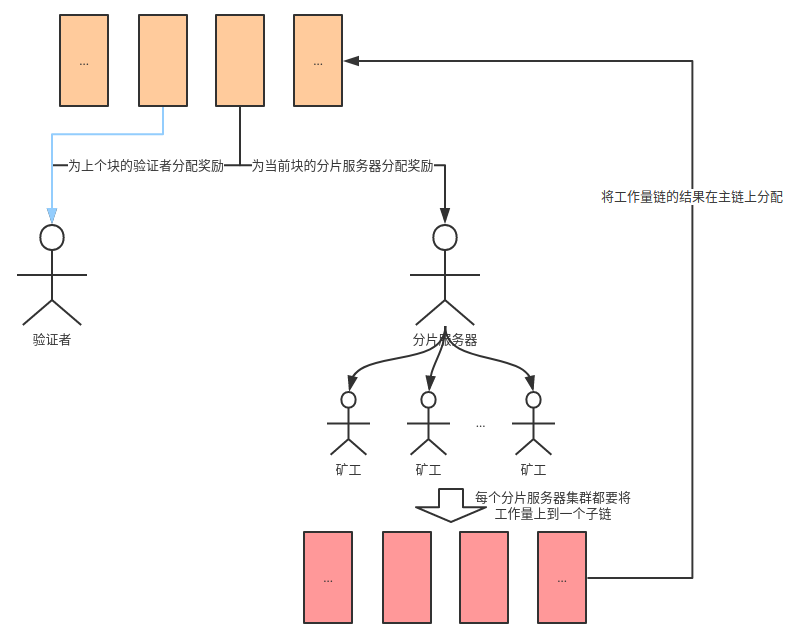 ...
...
为上个块的验证者分配奖励
为当前块的分片服务器分配奖励
将工作量链的结果在主链上分配
验证者
分片服务器
...
矿工
矿工
矿工
每个分片服务器集群都要将
工作量上到一个子链
...
...